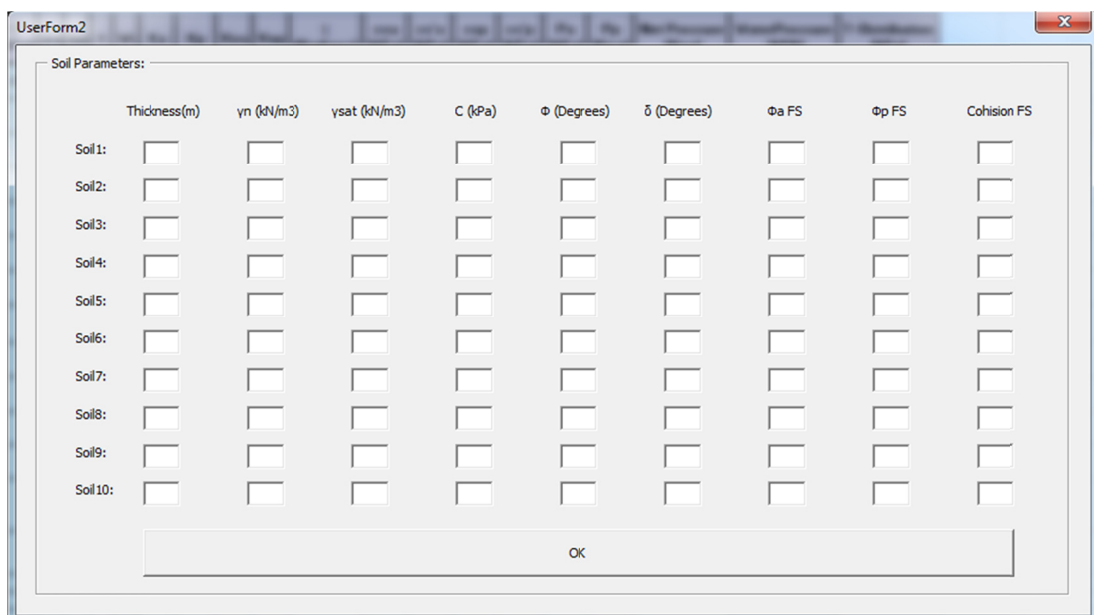 UserForm2
Soil Parameters:
Thickness(m) γn (kN/m3) γsat (kN/m3) C (kPa) Φ (Degrees) δ (Degrees) Φa FS Φp FS Cohision FS
Soil1:
Soil2:
Soil3:
Soil4:
Soil5:
Soil6:
Soil7:
Soil8:
Soil9:
Soil10:
OK